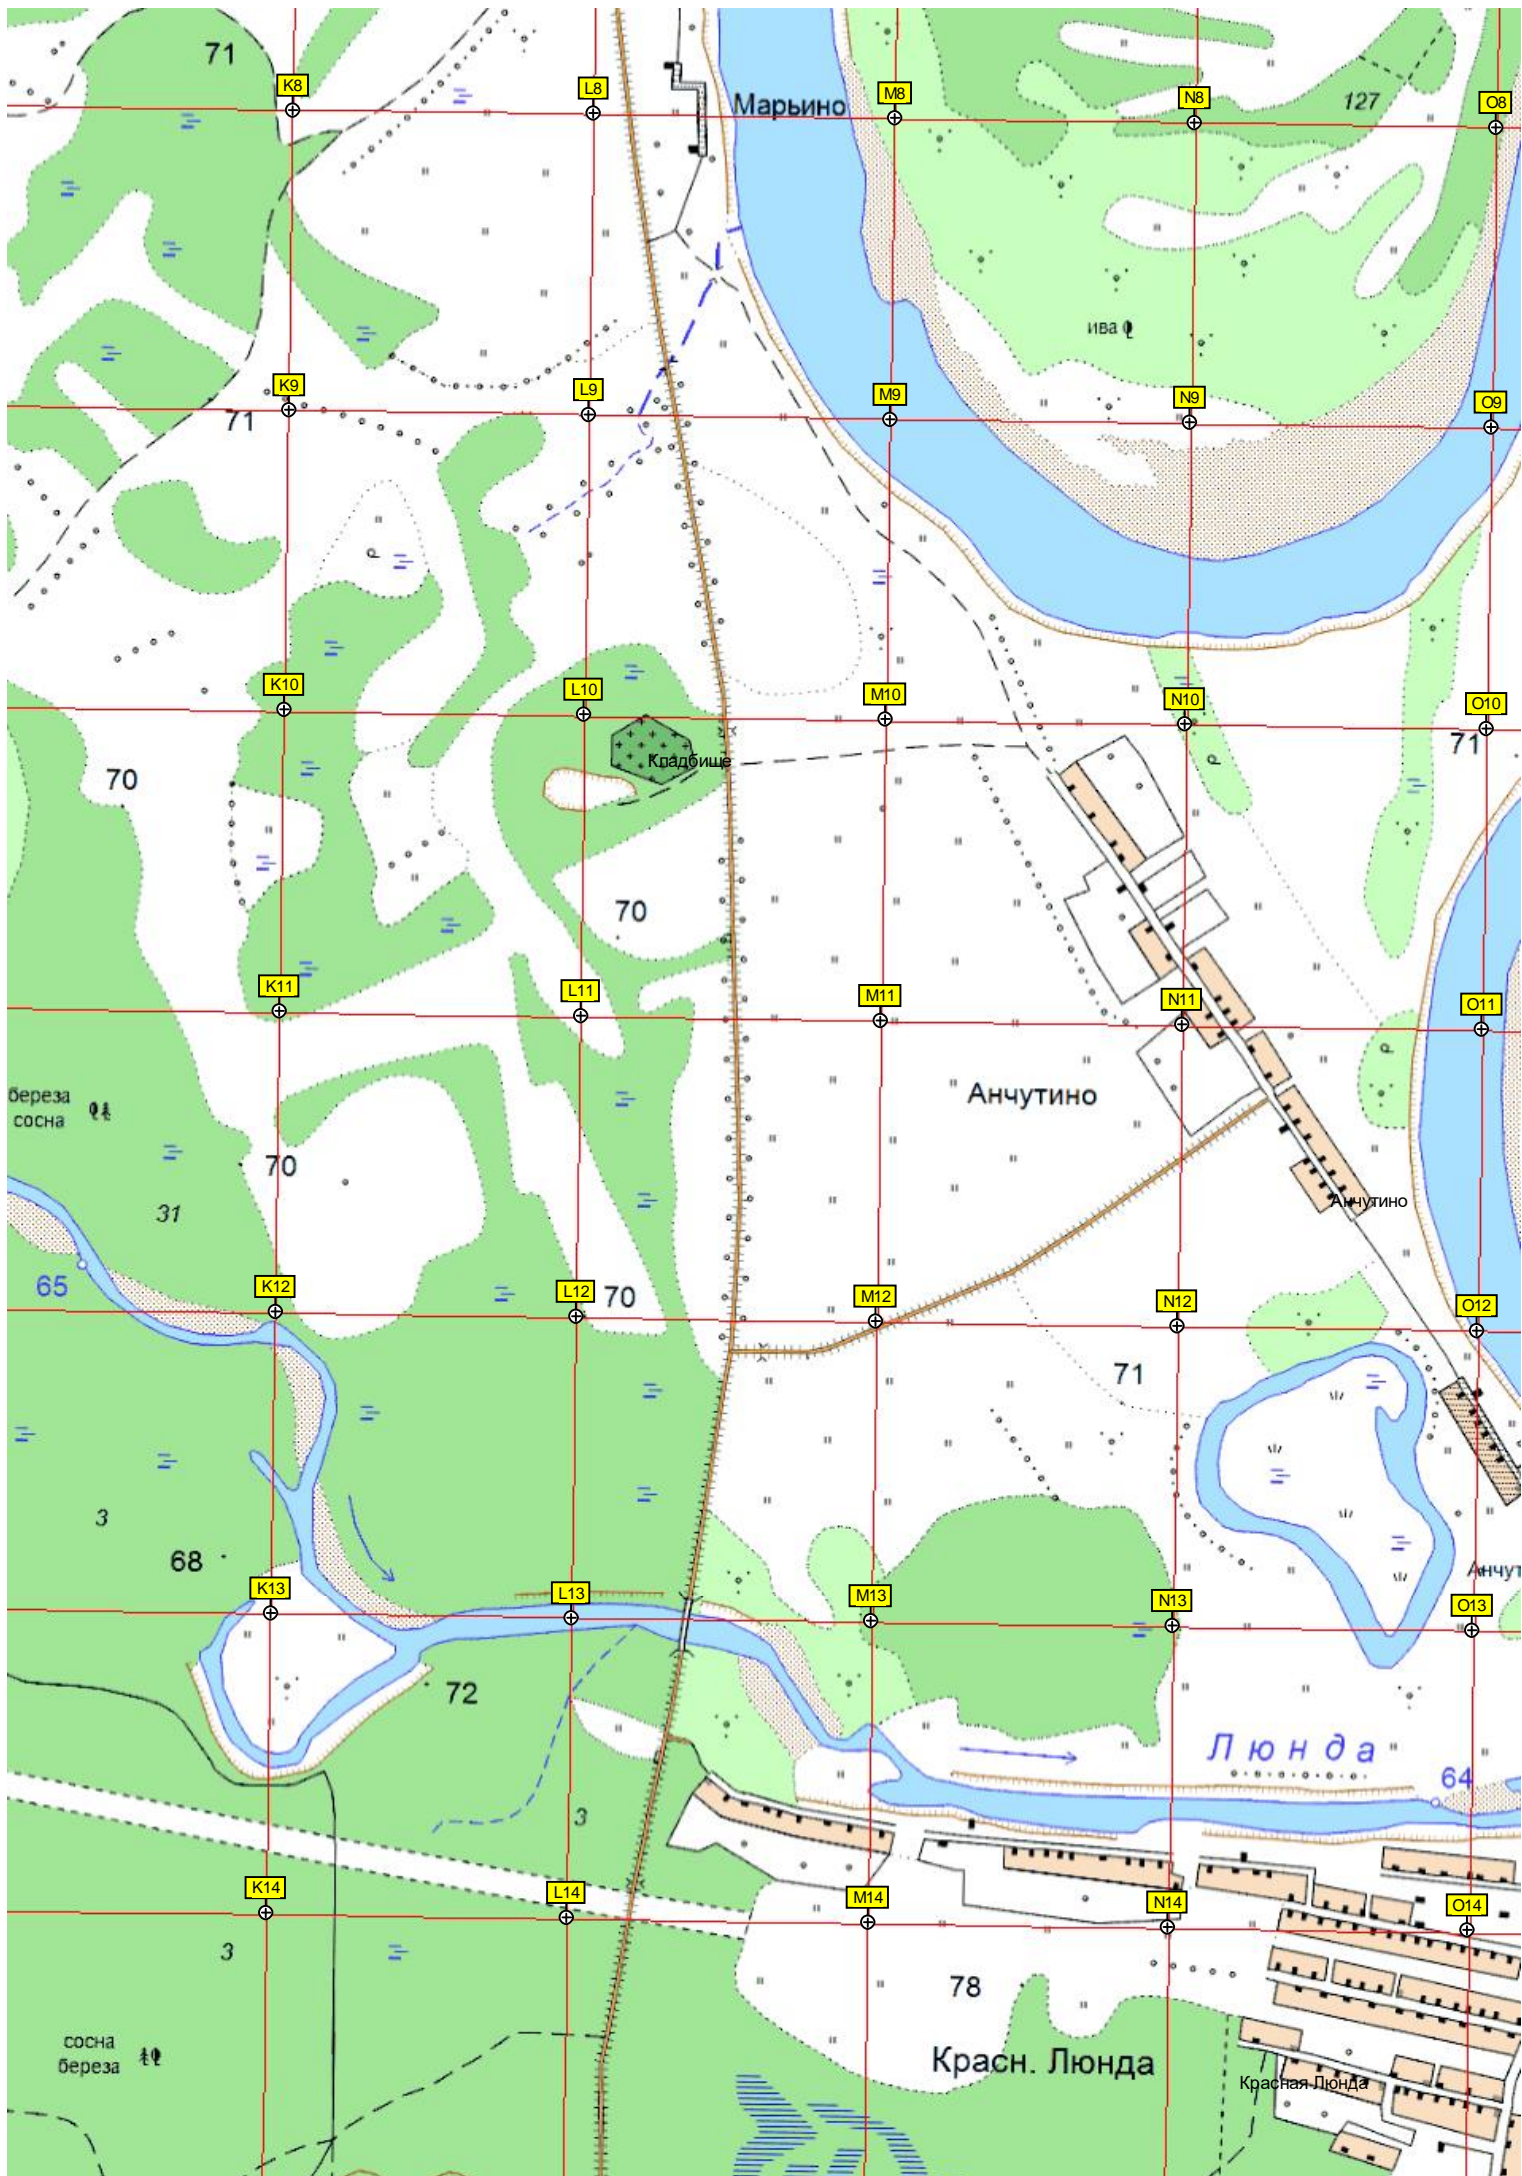 71
K8
L8
Марьино
M8
N8
127
O8
ива
K9
L9
M9
N9
O9
71
K10
L10
M10
N10
O10
71
Кладбище
70
70
K11
L11
M11
N11
O11
береза
сосна
Анчутино
70
31
Анчутино
65
K12
L12
70
M12
N12
O12
71
3
68
Анчут
K13
L13
M13
N13
O13
72
Люнда
64
3
K14
L14
M14
N14
O14
3
78
сосна
береза
Красн. Люнда
Красная Люнда